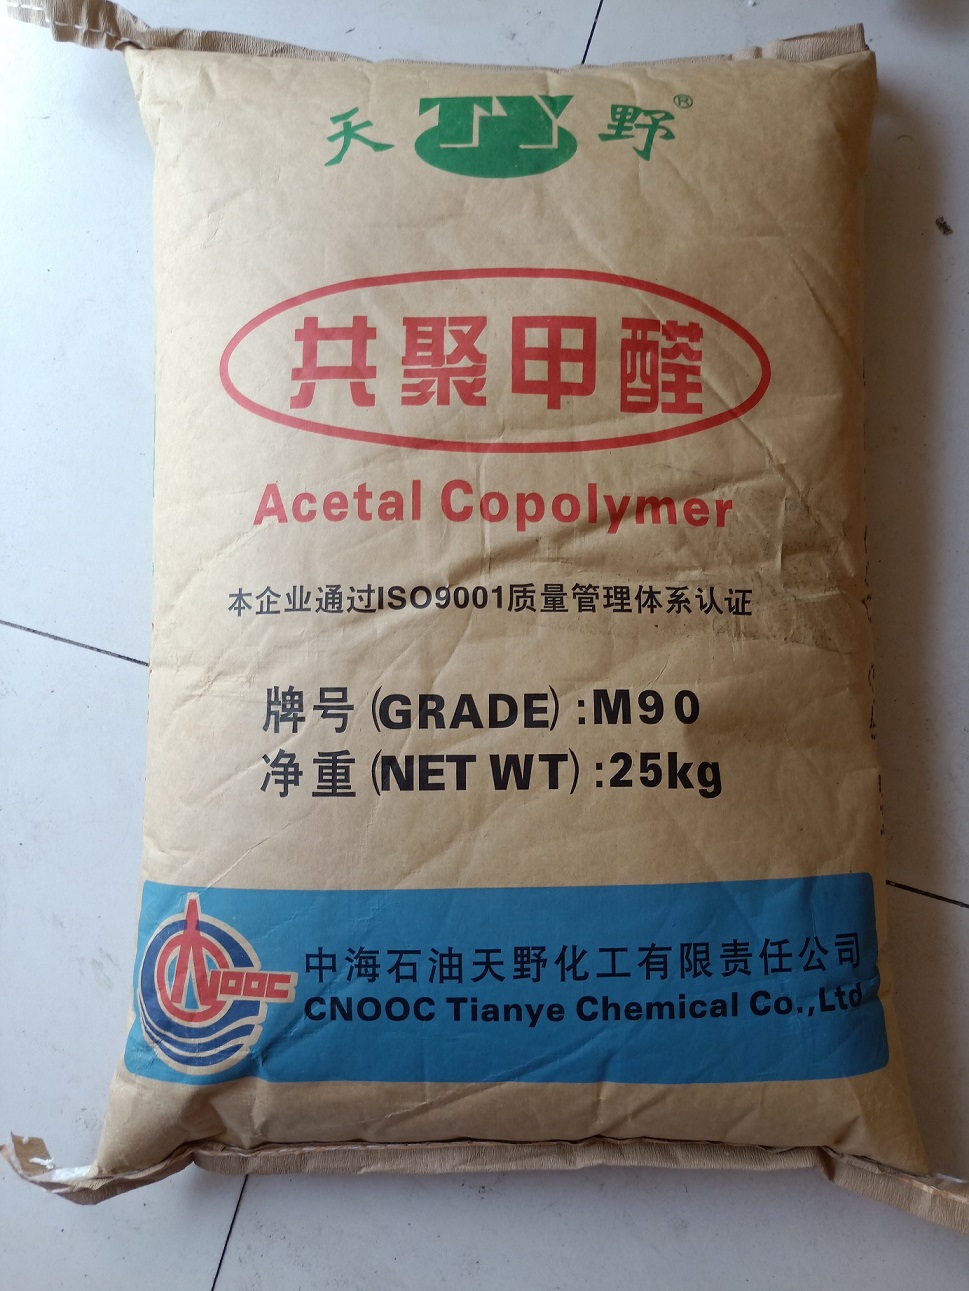 天 TY 野®
共聚甲醛
Acetal Copolymer
本企业通过ISO9001质量管理体系认证
牌号(GRADE):M90
净重(NET WT):25kg
CNOOC
中海石油天野化工有限责任公司
CNOOC Tianye Chemical Co.,Ltd